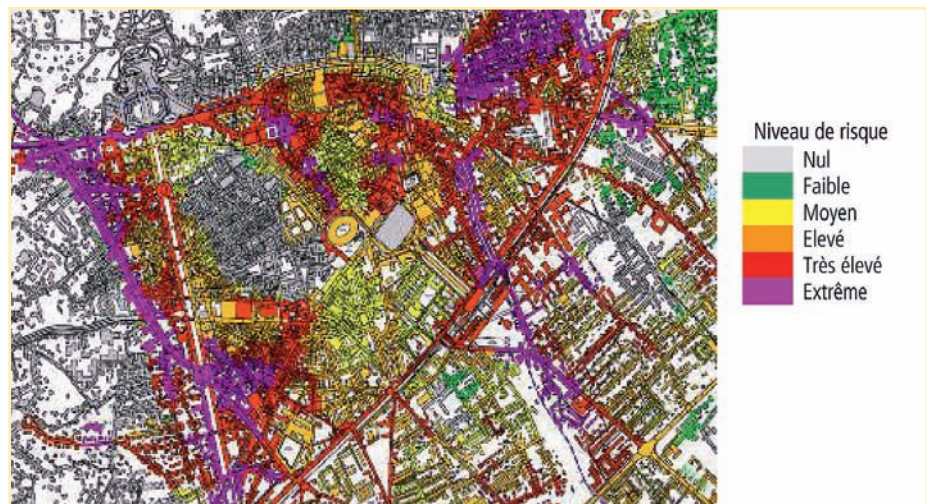 Niveau de risque
Nul
Faible
Moyen
Elevé
Très élevé
Extrême